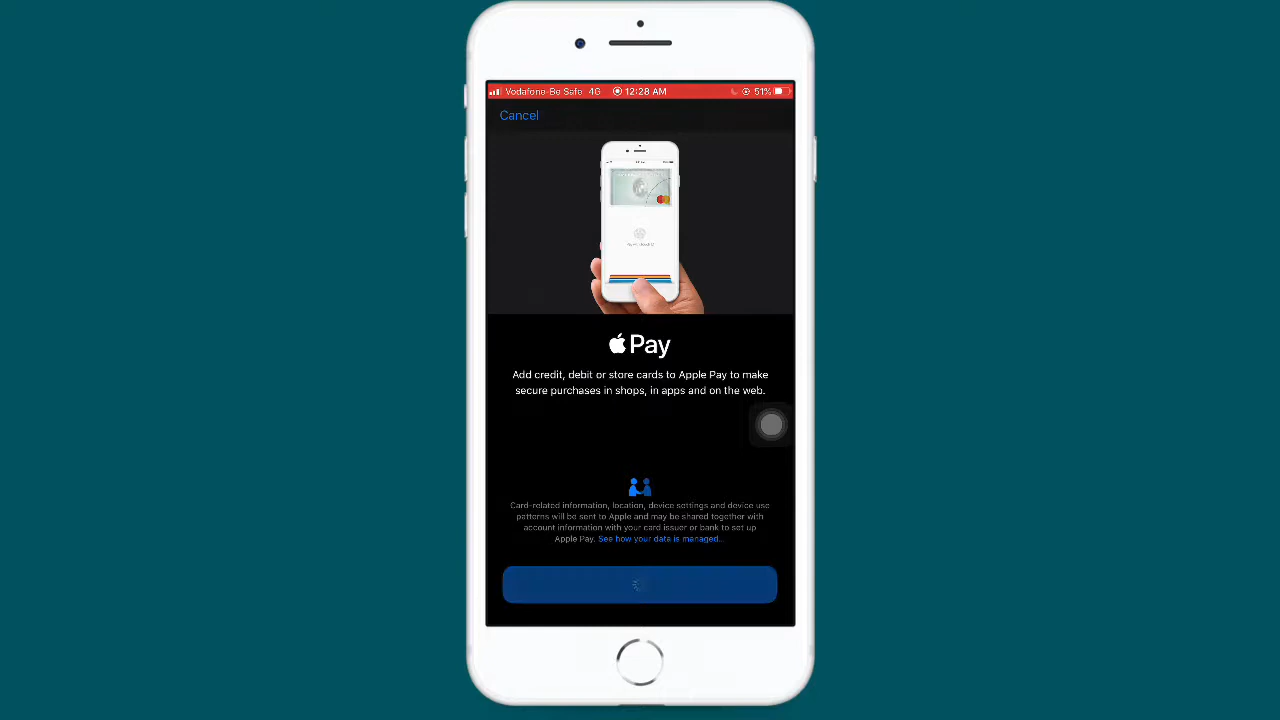 Vodafone-Be Safe 4G 12:28 AM 51%
Cancel
Pay
Add credit, debit or store cards to Apple Pay to make
secure purchases in shops, in apps and on the web.
Card-related information, location, device settings and device use
patterns will be sent to Apple and may be shared together with
account information with your card issuer or bank to set up
Apple Pay. See how your data is managed...